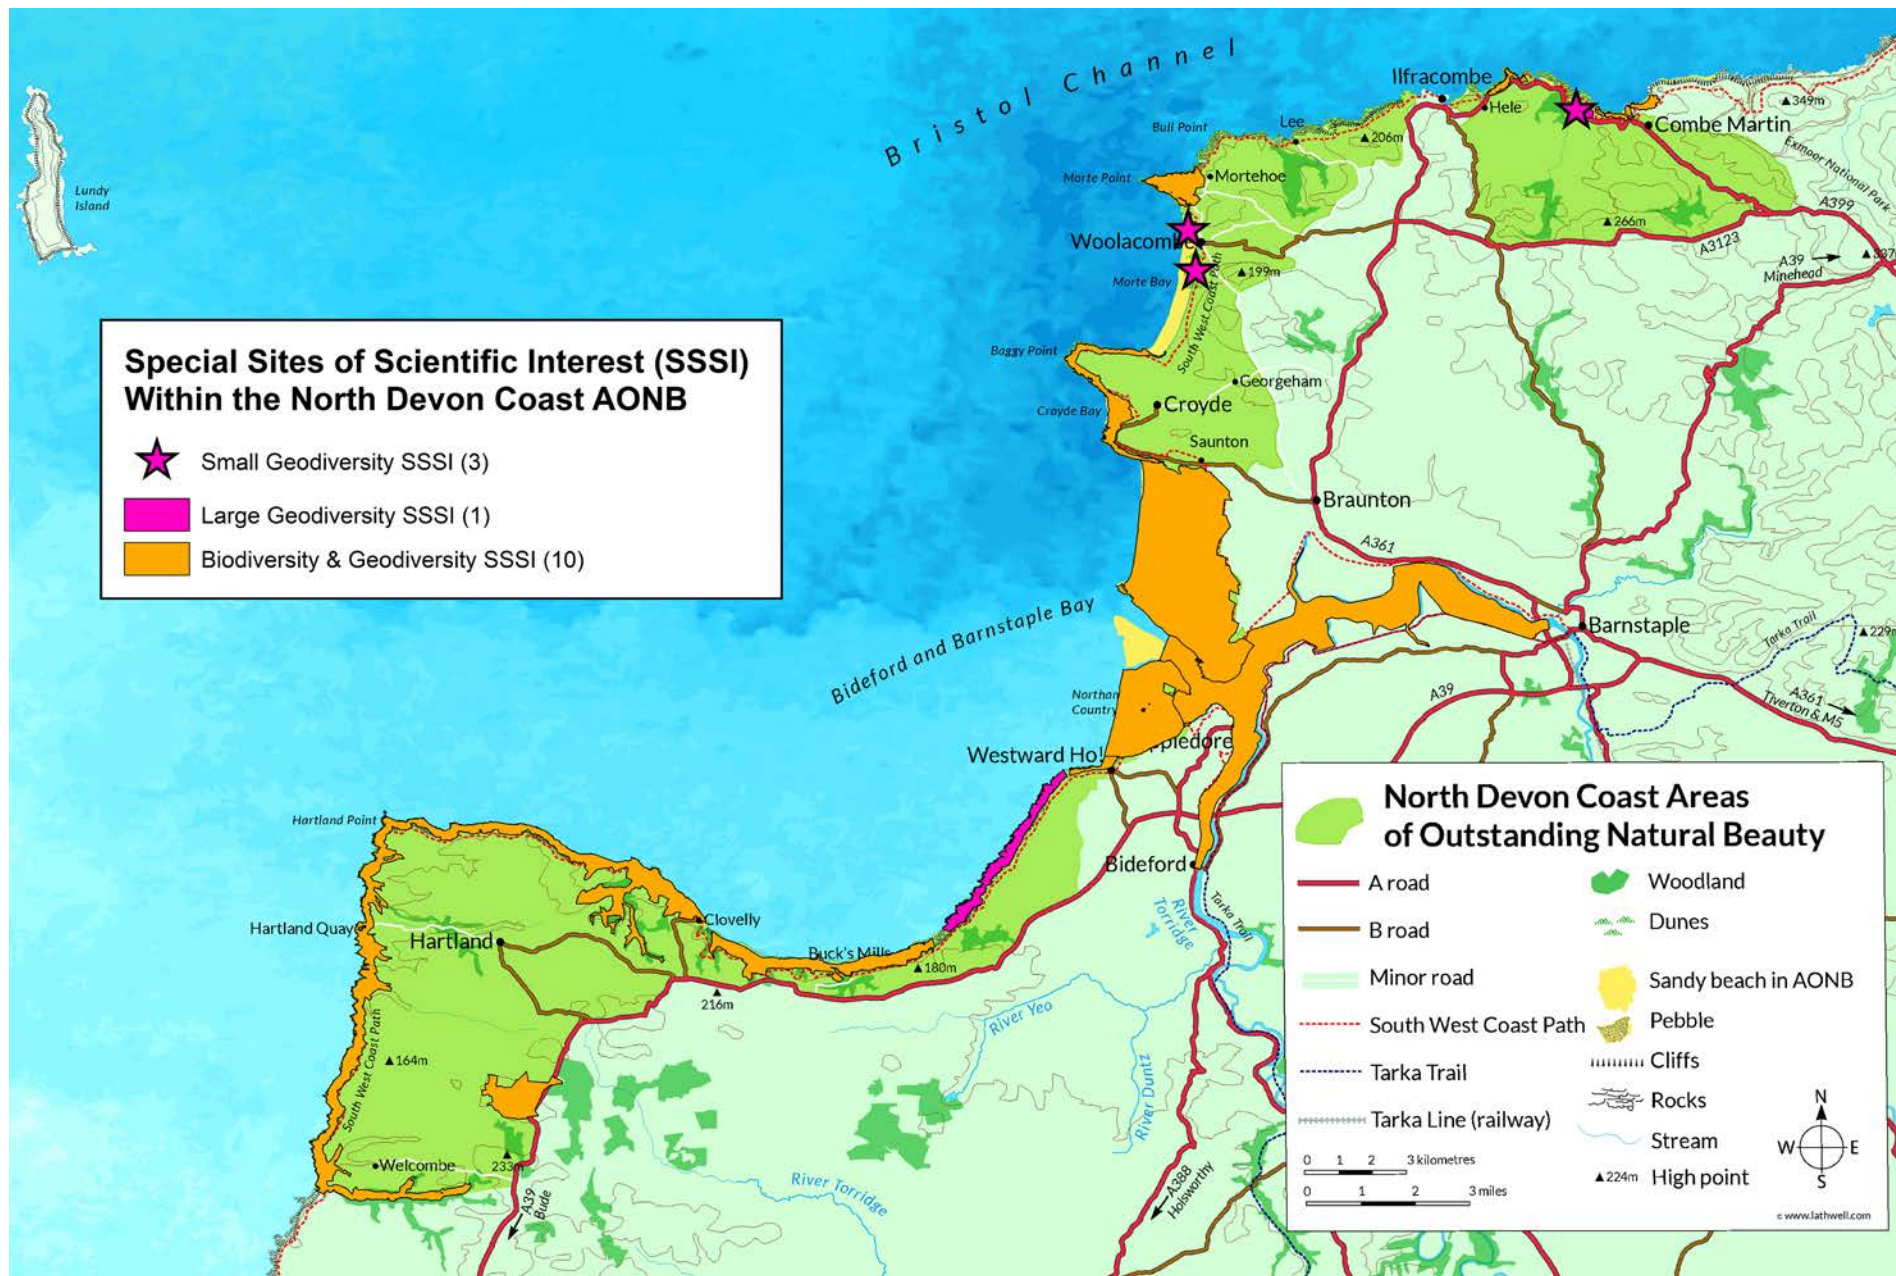 Bristol Channel
Ilfracombe
Hele
349m
Combe Martin
Bull Point
Lee
206m
Exmoor National Park
Morte Point
Mortehoe
A399
266m
Lundy
Island
Woolacombe
A3123
A39
Minehead
Morte Bay
199m
South West Coast Path
Baggy Point
Georgeham
Croyde Bay
Croyde
Saunton
Special Sites of Scientific Interest (SSSI)
Within the North Devon Coast AONB
Small Geodiversity SSSI (3)
Large Geodiversity SSSI (1)
Biodiversity & Geodiversity SSSI (10)
Braunton
A361
Bideford and Barnstaple Bay
Barnstaple
Tarka Trail
229m
A39
A361
Tiverton & M5
Country
Westward Ho!
Hartland Point
Bideford
Tarka Trail
River
Torridge
Hartland Quay
Hartland
Clovelly
Buck's Mills
180m
216m
River Yeo
River Duntz
164m
South West Coast Path
Welcombe
233m
A39
Bude
River Torridge
A388
Holsworthy
North Devon Coast Areas
of Outstanding Natural Beauty
A road
B road
Minor road
South West Coast Path
Tarka Trail
Tarka Line (railway)
0 1 2 3 kilometres
0 1 2 3 miles
Woodland
Dunes
Sandy beach in AONB
Pebble
Cliffs
Rocks
Stream
224m High point
N
W E
S
© www.lathwell.com